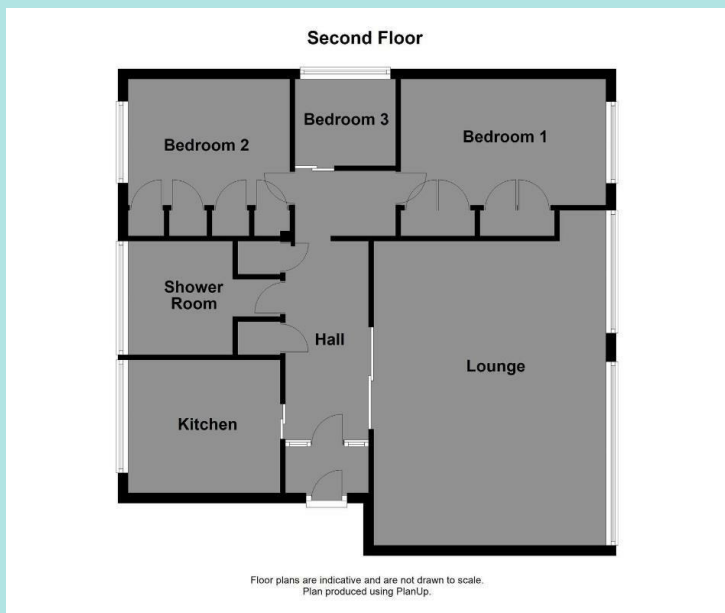 Second Floor
Bedroom 2
Bedroom 3
Bedroom 1
Shower
Room
Hall
Lounge
Kitchen
Floor plans are indicative and are not drawn to scale.
Plan produced using PlanUp.